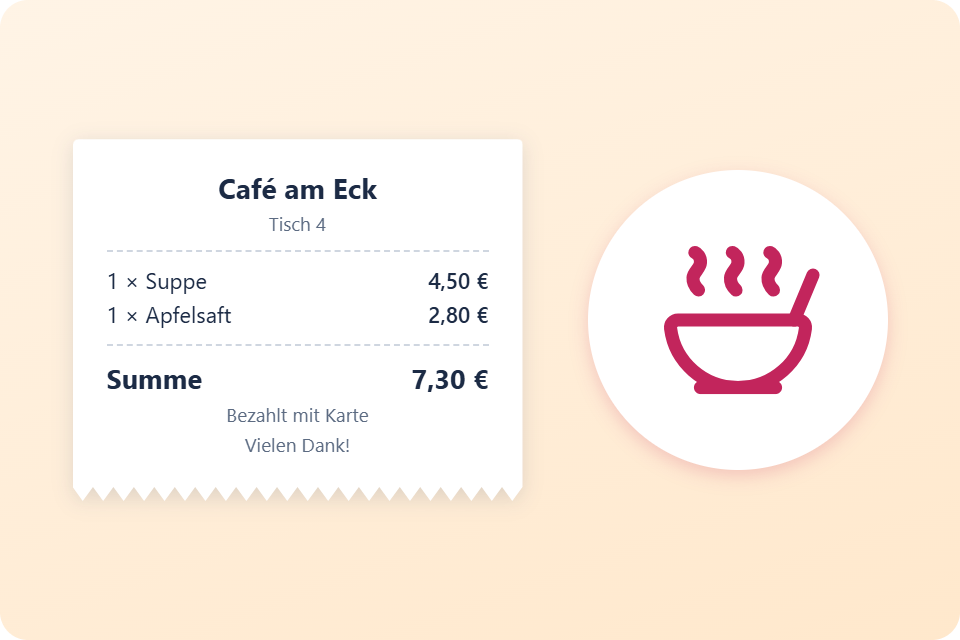 Café am Eck
Tisch 4
1 × Suppe 4,50 €
1 × Apfelsaft 2,80 €
Summe 7,30 €
Bezahlt mit Karte
Vielen Dank!